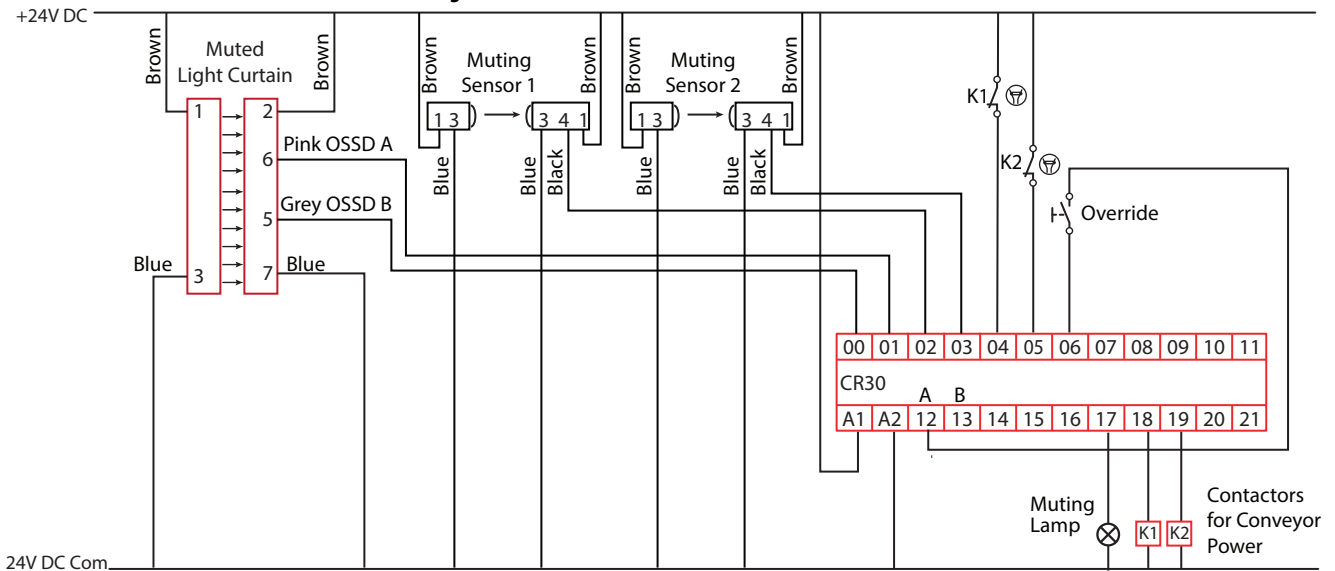 +24V DC
Brown
Muted
Light Curtain
Brown
1
2
Pink OSSD A
6
Grey OSSD B
5
Blue
3
7
Blue
Brown
Muting
Sensor 1
Brown
1 3
3 4 1
Blue
Blue
Black
Brown
Muting
Sensor 2
Brown
1 3
3 4 1
Blue
Blue
Black
K1
K2
Override
00 01 02 03 04 05 06 07 08 09 10 11
CR30
A B
A1 A2 12 13 14 15 16 17 18 19 20 21
Muting
Lamp
K1 K2
Contactors
for Conveyor
Power
24V DC Com